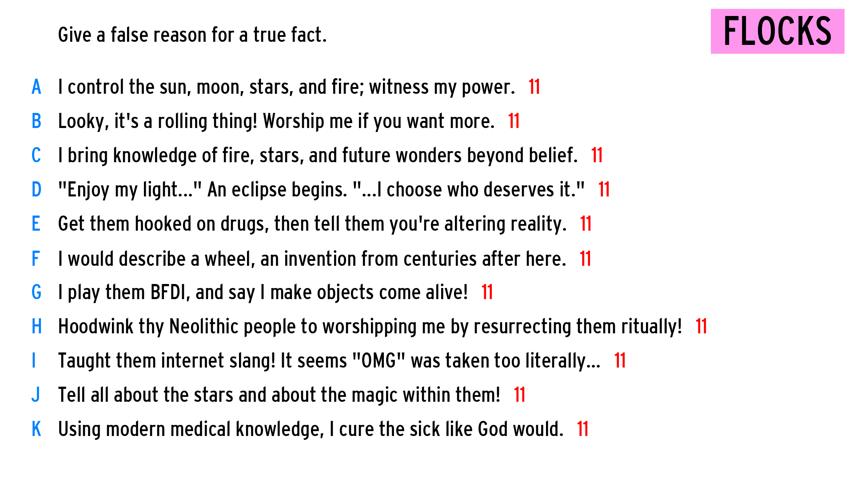 Give a false reason for a true fact.
FLOCKS
A I control the sun, moon, stars, and fire; witness my power. 11
B Looky, it's a rolling thing! Worship me if you want more. 11
C I bring knowledge of fire, stars, and future wonders beyond belief. 11
D "Enjoy my light..." An eclipse begins. "...I choose who deserves it." 11
E Get them hooked on drugs, then tell them you're altering reality. 11
F I would describe a wheel, an invention from centuries after here. 11
G I play them BFDI, and say I make objects come alive! 11
H Hoodwink thy Neolithic people to worshipping me by resurrecting them ritually! 11
I Taught them internet slang! It seems "OMG" was taken too literally... 11
J Tell all about the stars and about the magic within them! 11
K Using modern medical knowledge, I cure the sick like God would. 11